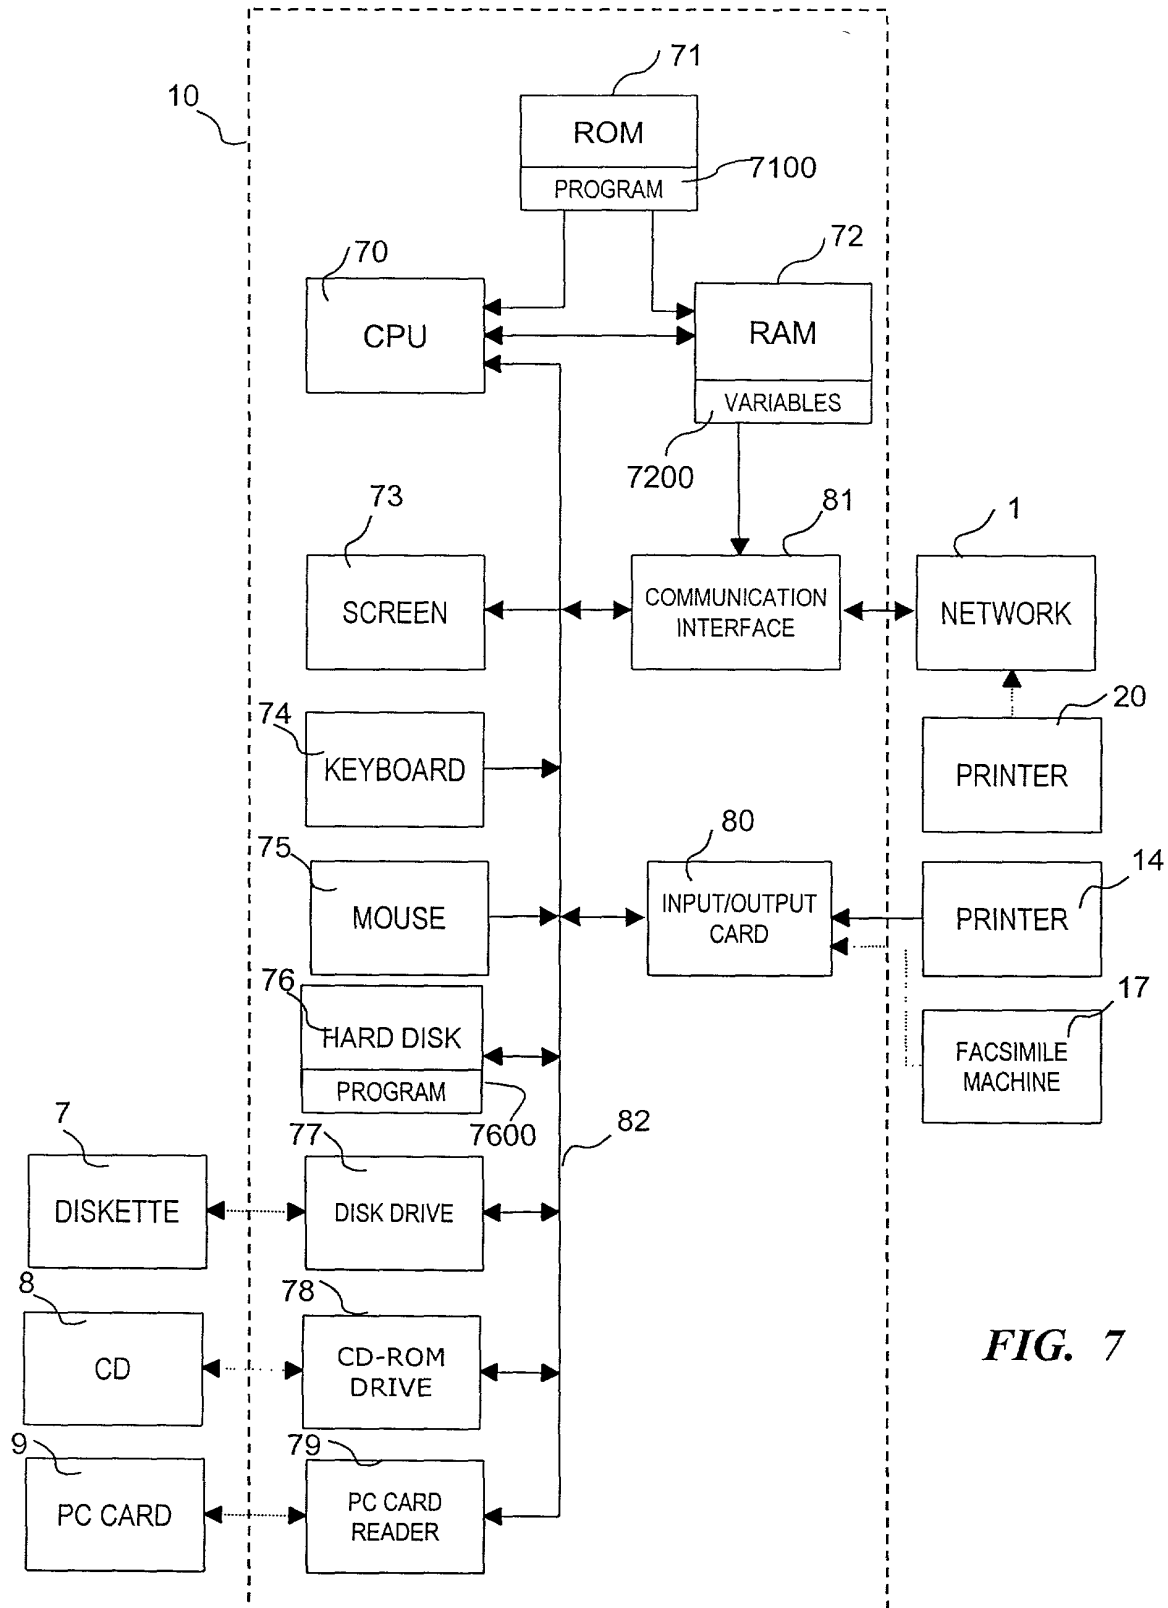 71
10
ROM
7100
PROGRAM
72
70
CPU
RAM
VARIABLES
7200
73
81
1
SCREEN
COMMUNICATION
INTERFACE
NETWORK
74
20
KEYBOARD
PRINTER
75
80
14
MOUSE
INPUT/OUTPUT
CARD
PRINTER
76
17
HARD DISK
FACSIMILE
MACHINE
PROGRAM
7
77
7600
82
DISKETTE
DISK DRIVE
8
78
CD
CD-ROM
DRIVE
FIG. 7
9
79
PC CARD
PC CARD
READER